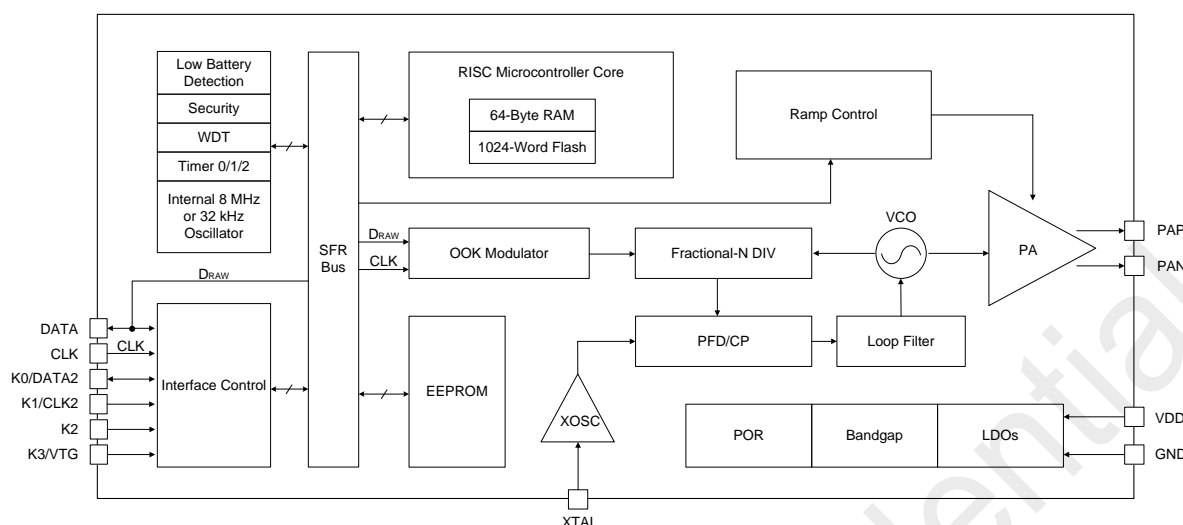 Low Battery
Detection
Security
WDT
Timer 0/1/2
Internal 8 MHz
or 32 kHz
Oscillator
SFR
Bus
RISC Microcontroller Core
64-Byte RAM
1024-Word Flash
Ramp Control
VCO
PA
PAP
PAN
DRAW
CLK
OOK Modulator
Fractional-N DIV
DRAW
DATA
CLK
CLK
K0/DATA2
K1/CLK2
K2
K3/VTG
Interface Control
EEPROM
PFD/CP
Loop Filter
XOSC
POR
Bandgap
LDOs
VDD
GND
XTAL